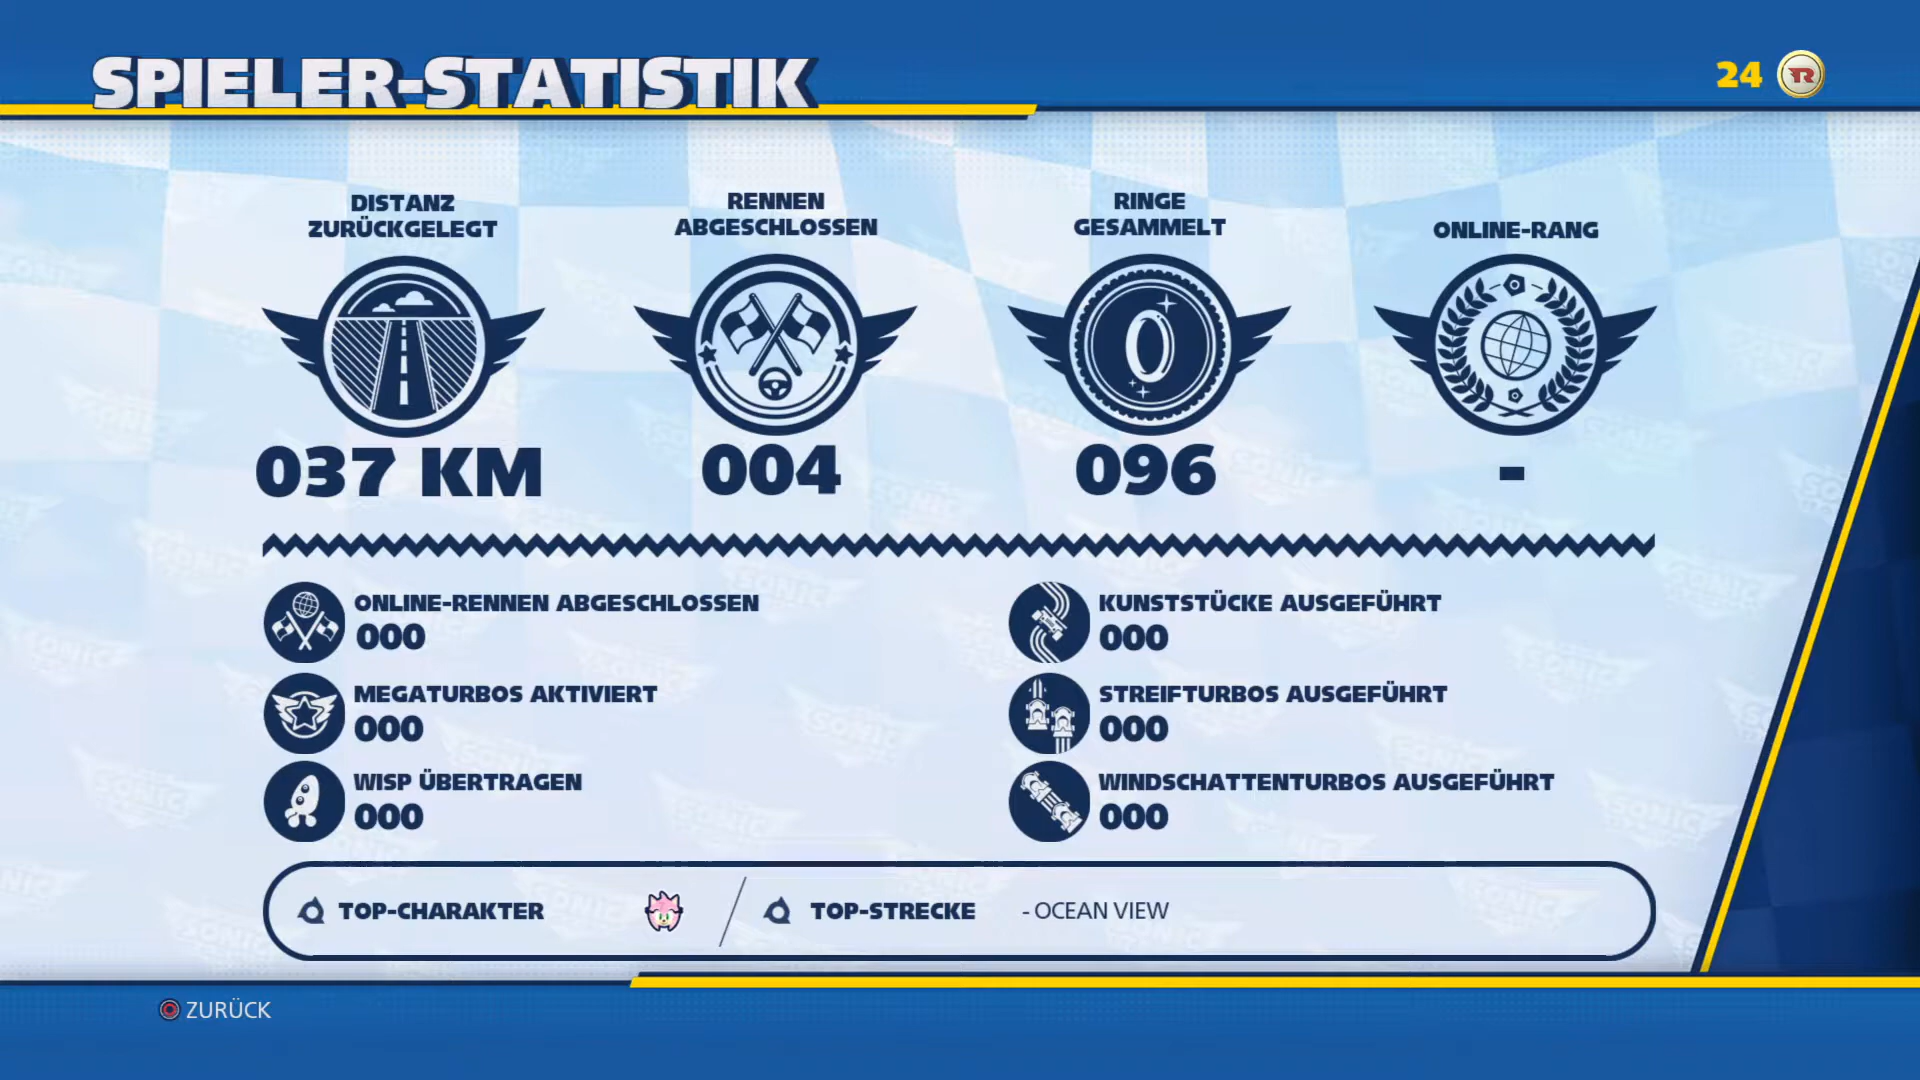 SPIELER-STATISTIK
24
DISTANZ
ZURÜCKGELEGT
037 KM
RENNEN
ABGESCHLOSSEN
004
RINGE
GESAMMELT
096
ONLINE-RANG
-
ONLINE-RENNEN ABGESCHLOSSEN
000
MEGATURBOS AKTIVIERT
000
WISP ÜBERTRAGEN
000
KUNSTSTÜCKE AUSGEFÜHRT
000
STREIFTURBOS AUSGEFÜHRT
000
WINDSCHATTENTURBOS AUSGEFÜHRT
000
TOP-CHARAKTER
TOP-STRECKE - OCEAN VIEW
ZURÜCK